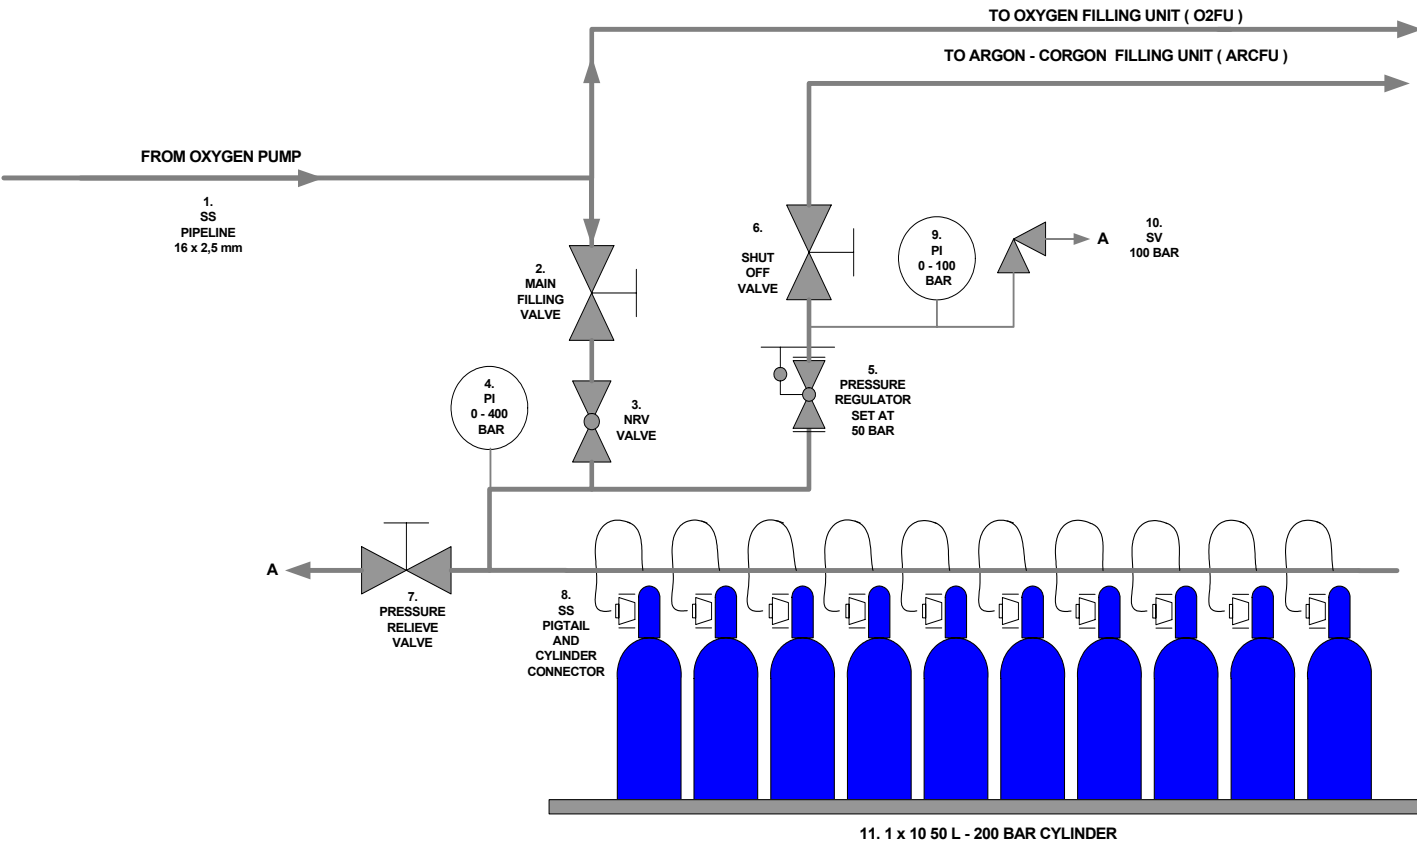 TO OXYGEN FILLING UNIT ( O2FU )
TO ARGON - CORGON FILLING UNIT ( ARCFU )
FROM OXYGEN PUMP
1.
SS
PIPELINE
16 x 2,5 mm
2.
MAIN
FILLING
VALVE
6.
SHUT
OFF
VALVE
9.
PI
0 - 100
BAR
A
10.
SV
100 BAR
4.
PI
0 - 400
BAR
3.
NRV
VALVE
5.
PRESSURE
REGULATOR
SET AT
50 BAR
A
7.
PRESSURE
RELIEVE
VALVE
8.
SS
PIGTAIL
AND
CYLINDER
CONNECTOR
11. 1 x 10 50 L - 200 BAR CYLINDER